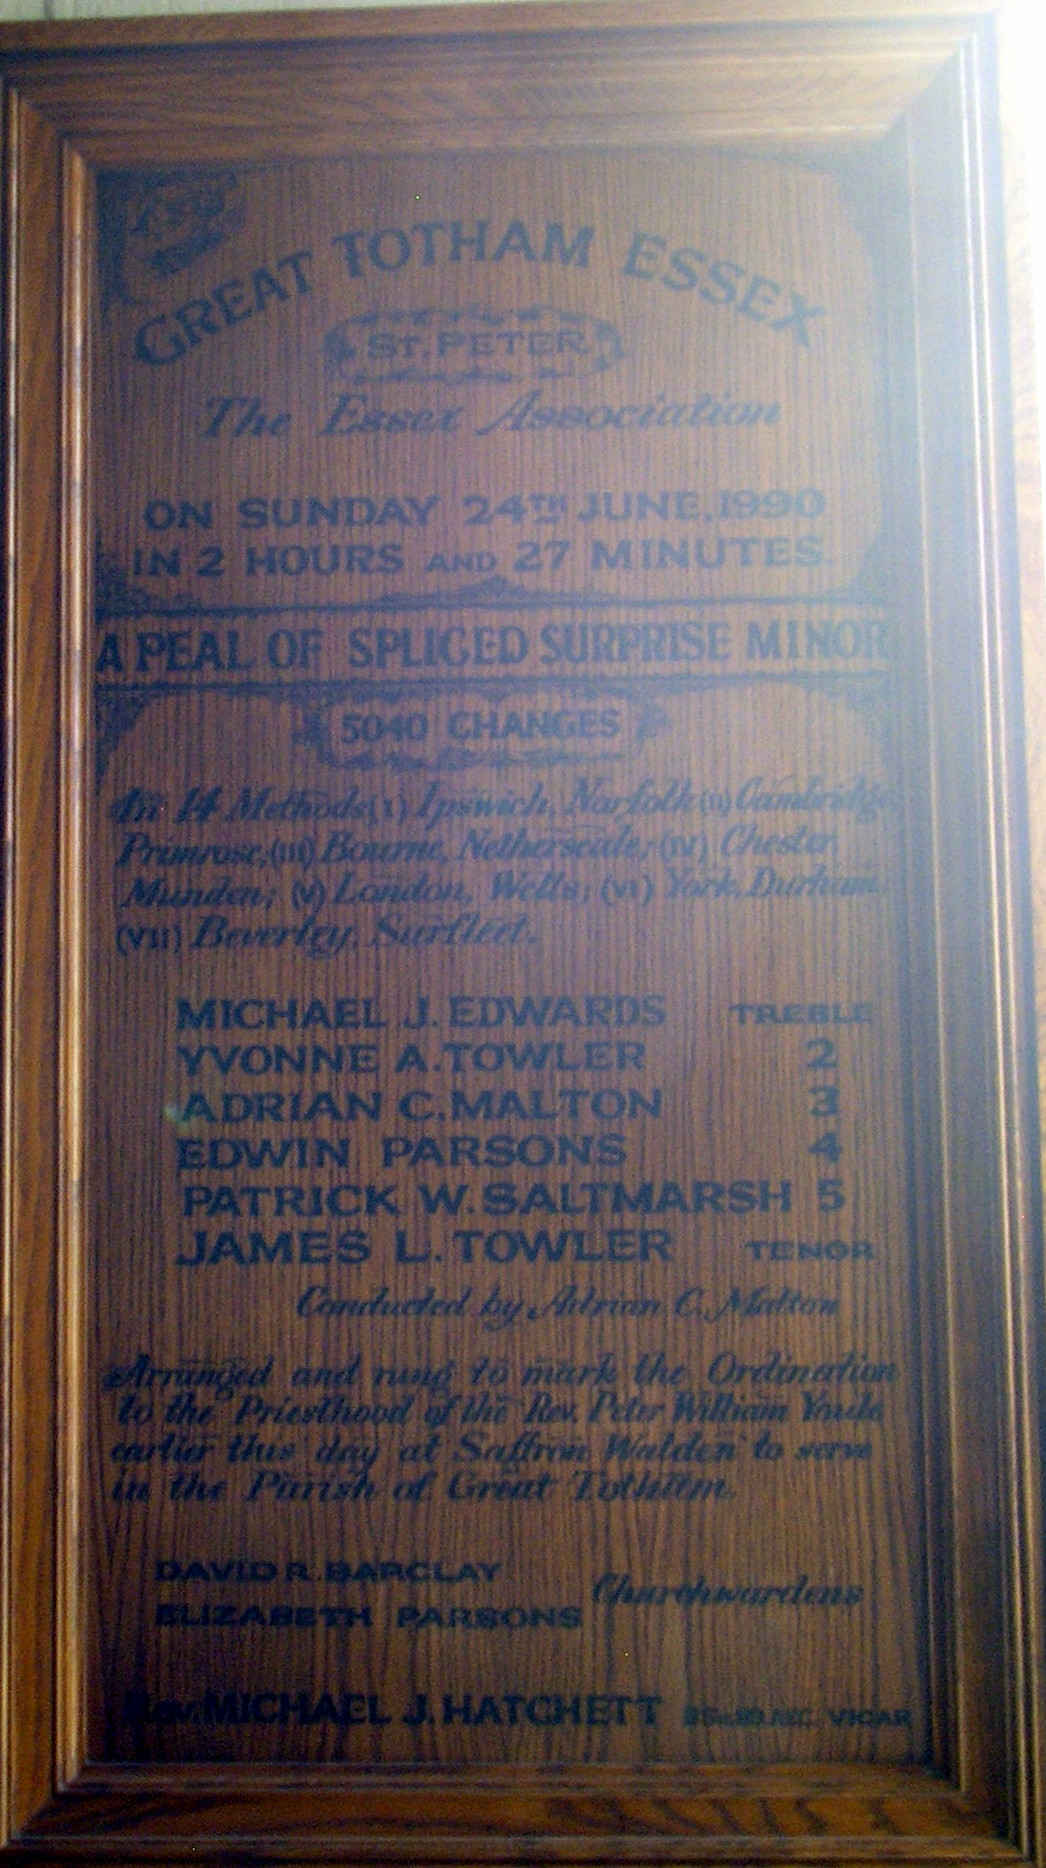 GREAT TOTHAM ESSEX
ST. PETER
The Essex Association
ON SUNDAY 24TH JUNE, 1990
IN 2 HOURS AND 27 MINUTES.
A PEAL OF SPLICED SURPRISE MINOR
5040 CHANGES
In 14 Methods (I) Ipswich, Norfolk (II) Cambridge,
Primrose, (III) Bourne, Netherseale; (IV) Chester,
Munden; (V) London, Wells; (VI) York, Durham.
(VII) Beverley, Surfleet.
MICHAEL J. EDWARDS TREBLE
YVONNE A. TOWLER 2
ADRIAN C. MALTON 3
EDWIN PARSONS 4
PATRICK W. SALTMARSH 5
JAMES L. TOWLER TENOR
Conducted by Adrian C. Malton
Arranged and rung to mark the Ordination
to the Priesthood of the Rev. Peter William Youle
earlier this day at Saffron Walden to serve
in the Parish of Great Totham.
DAVID R. BARCLAY
ELIZABETH PARSONS Churchwardens
Rev. MICHAEL J. HATCHETT VICAR